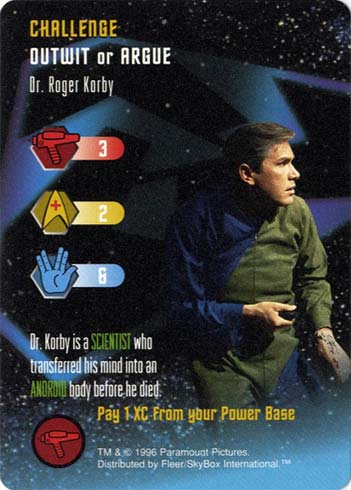 CHALLENGE
OUTWIT or ARGUE
Dr. Roger Korby
3
2
6
Dr. Korby is a SCIENTIST who
transferred his mind into an
ANDROID body before he died.
Pay 1 XC From your Power Base
TM & © 1996 Paramount Pictures.
Distributed by Fleer/SkyBox International.™